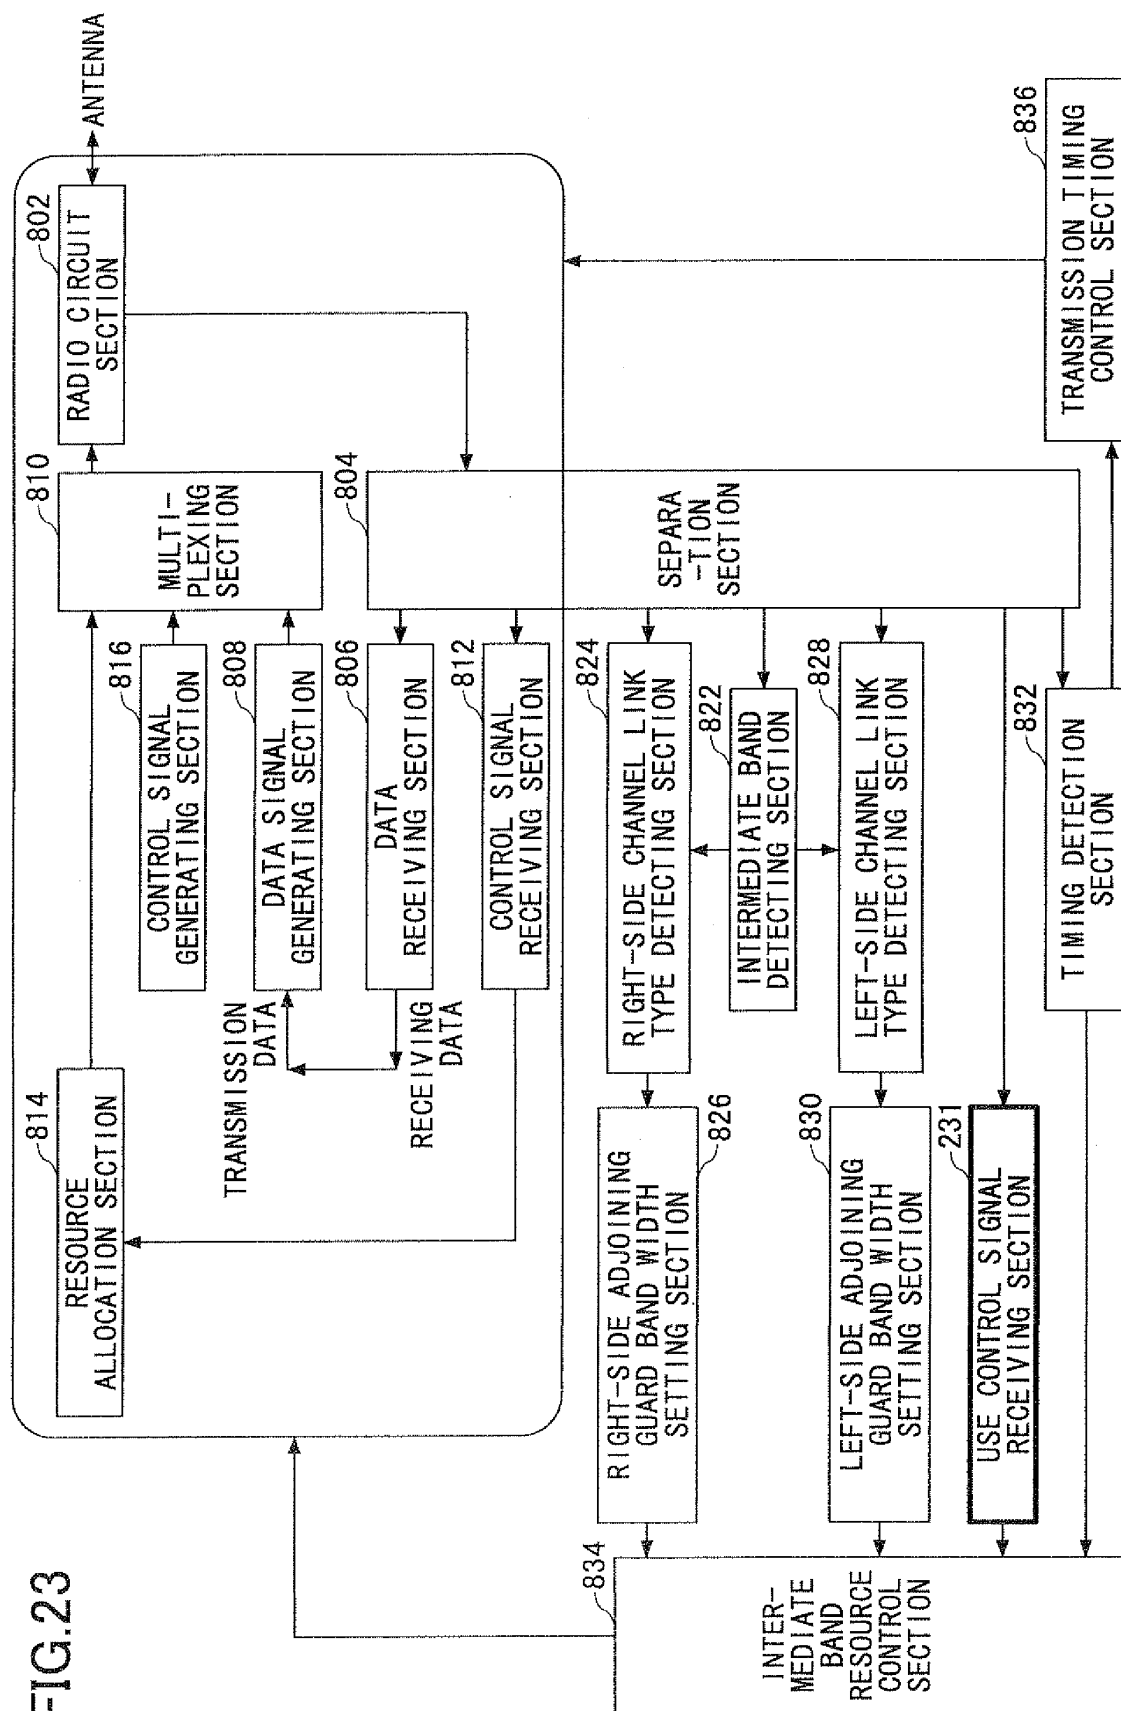 FIG.23
ANTENNA
802
RADIO CIRCUIT
SECTION
810
MULTI-
PLEXING
SECTION
804
SEPARA
-TION
SECTION
836
TRANSMISSION TIMING
CONTROL SECTION
816
CONTROL SIGNAL
GENERATING SECTION
808
DATA SIGNAL
GENERATING SECTION
806
DATA
RECEIVING SECTION
812
CONTROL SIGNAL
RECEIVING SECTION
824
RIGHT-SIDE CHANNEL LINK
TYPE DETECTING SECTION
822
INTERMEDIATE BAND
DETECTING SECTION
828
LEFT-SIDE CHANNEL LINK
TYPE DETECTING SECTION
832
TIMING DETECTION
SECTION
814
RESOURCE
ALLOCATION SECTION
TRANSMISSION
DATA
RECEIVING
DATA
826
RIGHT-SIDE ADJOINING
GUARD BAND WIDTH
SETTING SECTION
830
LEFT-SIDE ADJOINING
GUARD BAND WIDTH
SETTING SECTION
231
USE CONTROL SIGNAL
RECEIVING SECTION
834
INTER-
MEDIATE
BAND
RESOURCE
CONTROL
SECTION